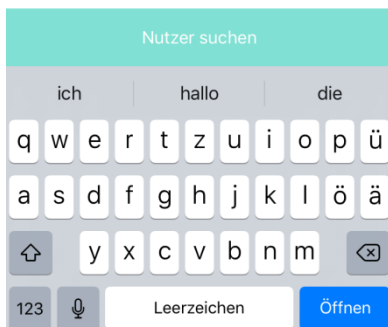 Nutzer suchen
ich hallo die
q w e r t z u i o p ü
a s d f g h j k l ö ä
y x c v b n m
123 Leerzeichen Öffnen